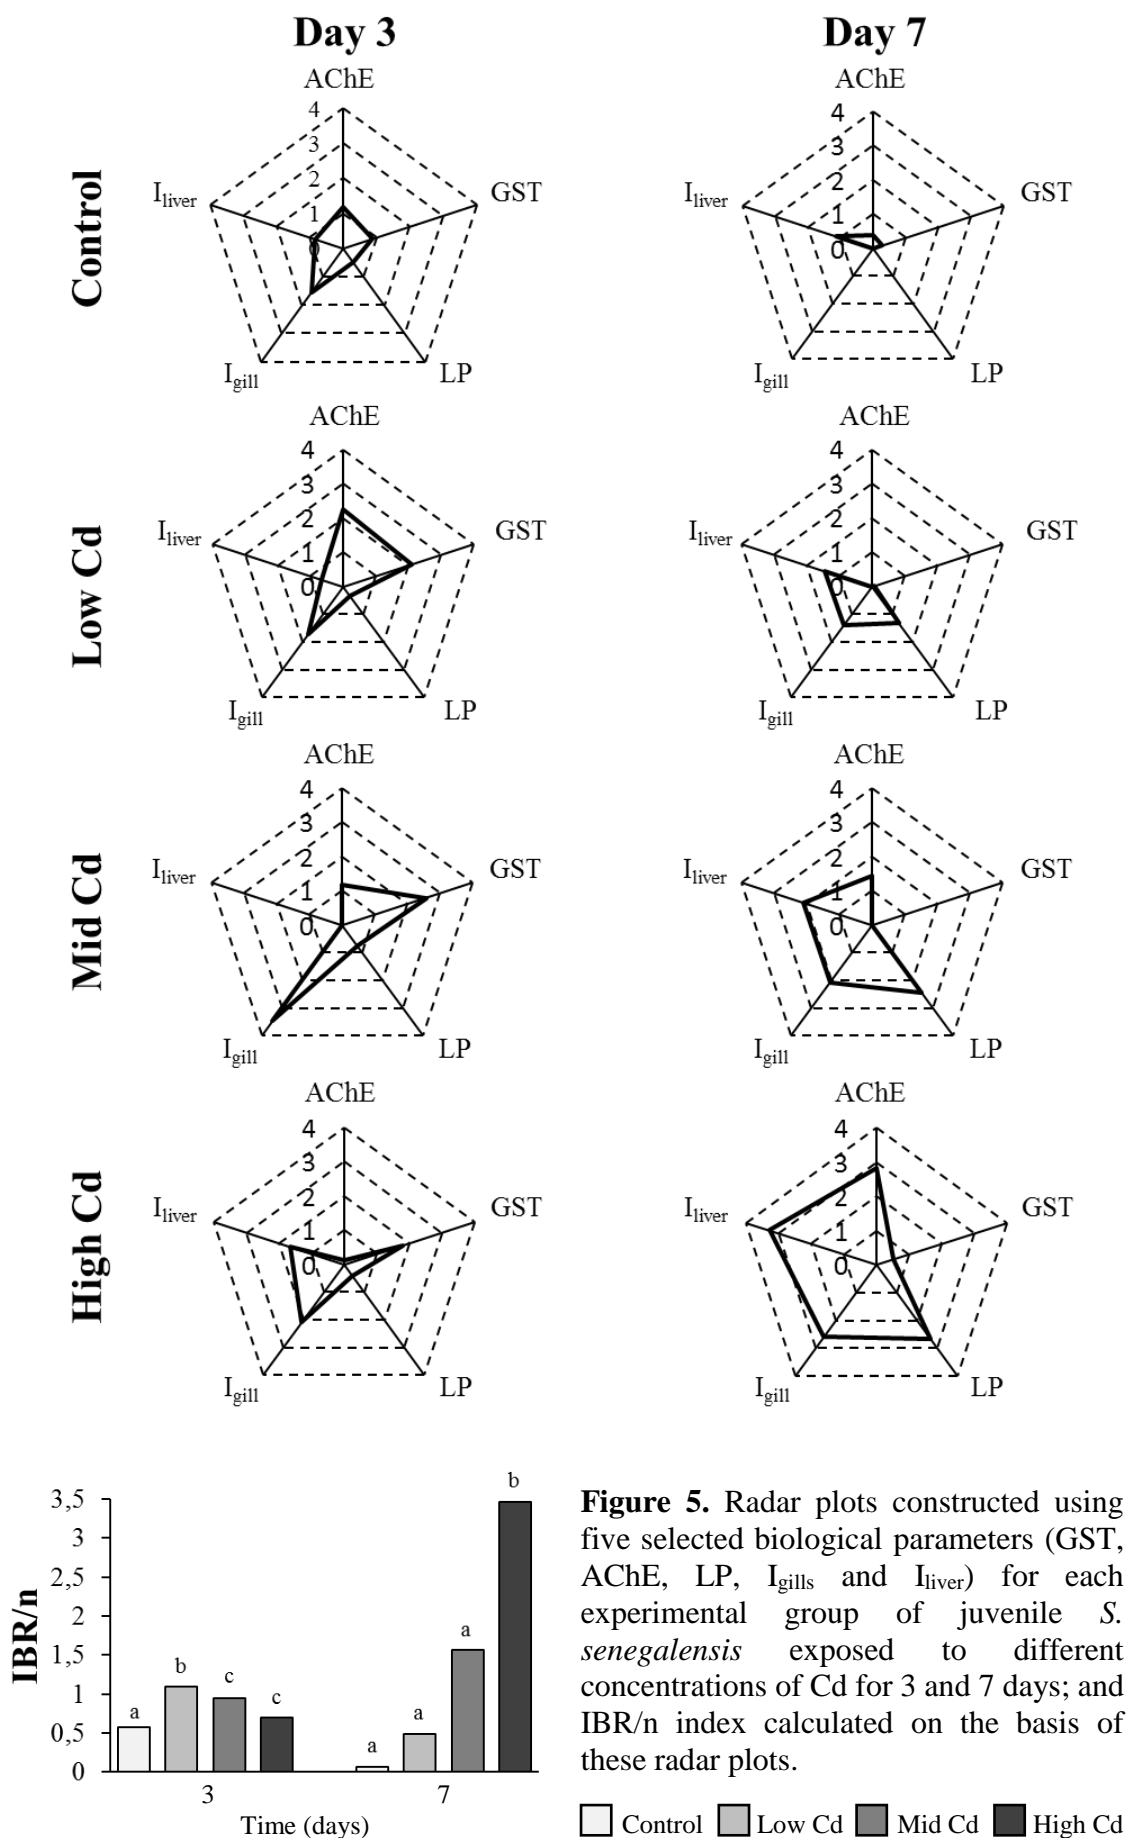 Day 3
Day 7
Control
AChE
4
3
2
1
0
GST
LP
Igill
Iliver
AChE
4
3
2
1
0
GST
LP
Igill
Iliver
Low Cd
AChE
4
3
2
1
0
GST
LP
Igill
Iliver
AChE
4
3
2
1
0
GST
LP
Igill
Iliver
Mid Cd
AChE
4
3
2
1
0
GST
LP
Igill
Iliver
AChE
4
3
2
1
0
GST
LP
Igill
Iliver
High Cd
AChE
4
3
2
1
0
GST
LP
Igill
Iliver
AChE
4
3
2
1
0
GST
LP
Igill
Iliver
IBR/n
3,5
3
2,5
2
1,5
1
0,5
0
a
b
c
c
a
a
a
b
3
7
Time (days)
Figure 5. Radar plots constructed using
five selected biological parameters (GST,
AChE, LP, Igills and Iliver) for each
experimental group of juvenile S.
senegalensis exposed to different
concentrations of Cd for 3 and 7 days; and
IBR/n index calculated on the basis of
these radar plots.
Control Low Cd Mid Cd High Cd